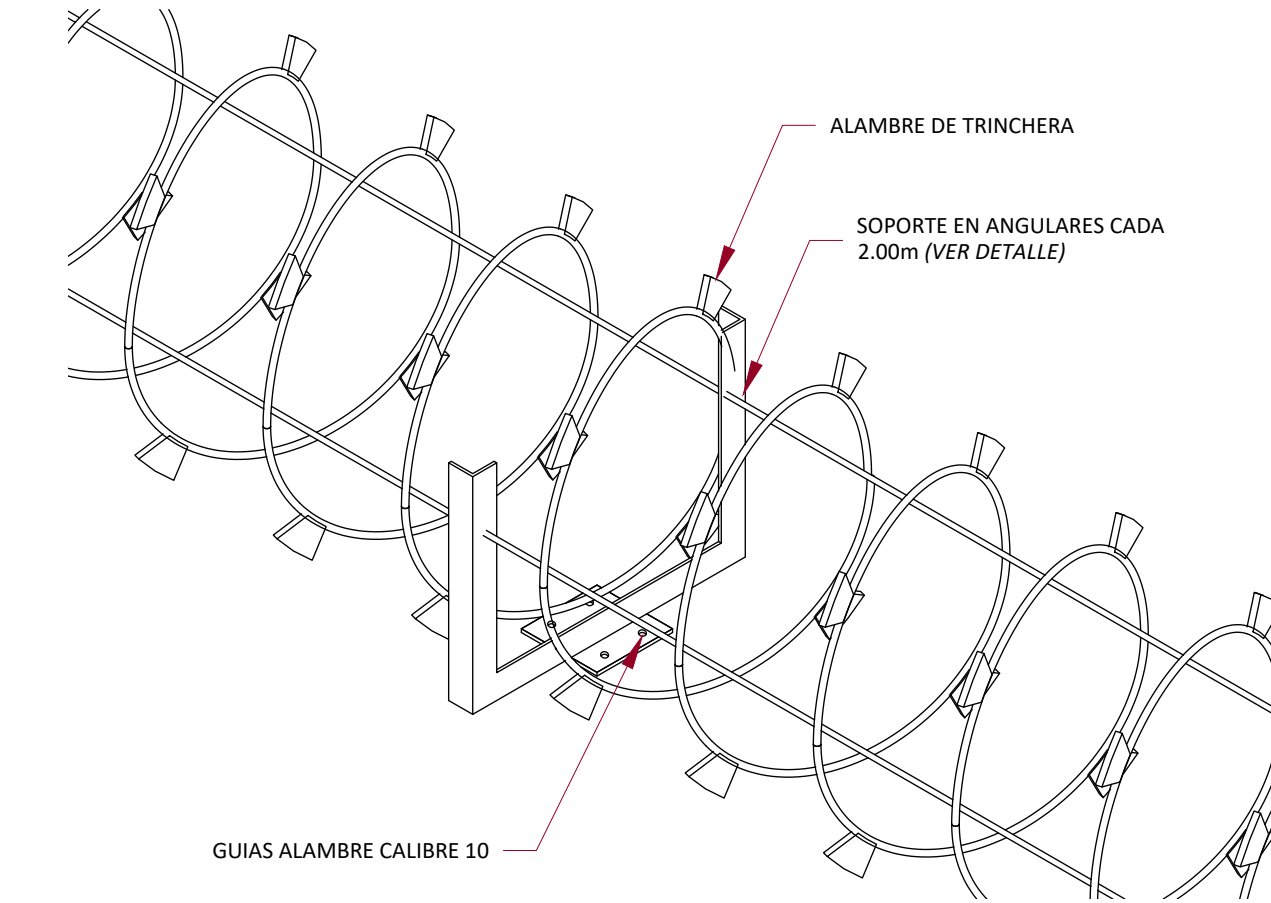 ALAMBRE DE TRINCHERA
SOPORTE EN ANGULARES CADA
2.00m (VER DETALLE)
GUIAS ALAMBRE CALIBRE 10